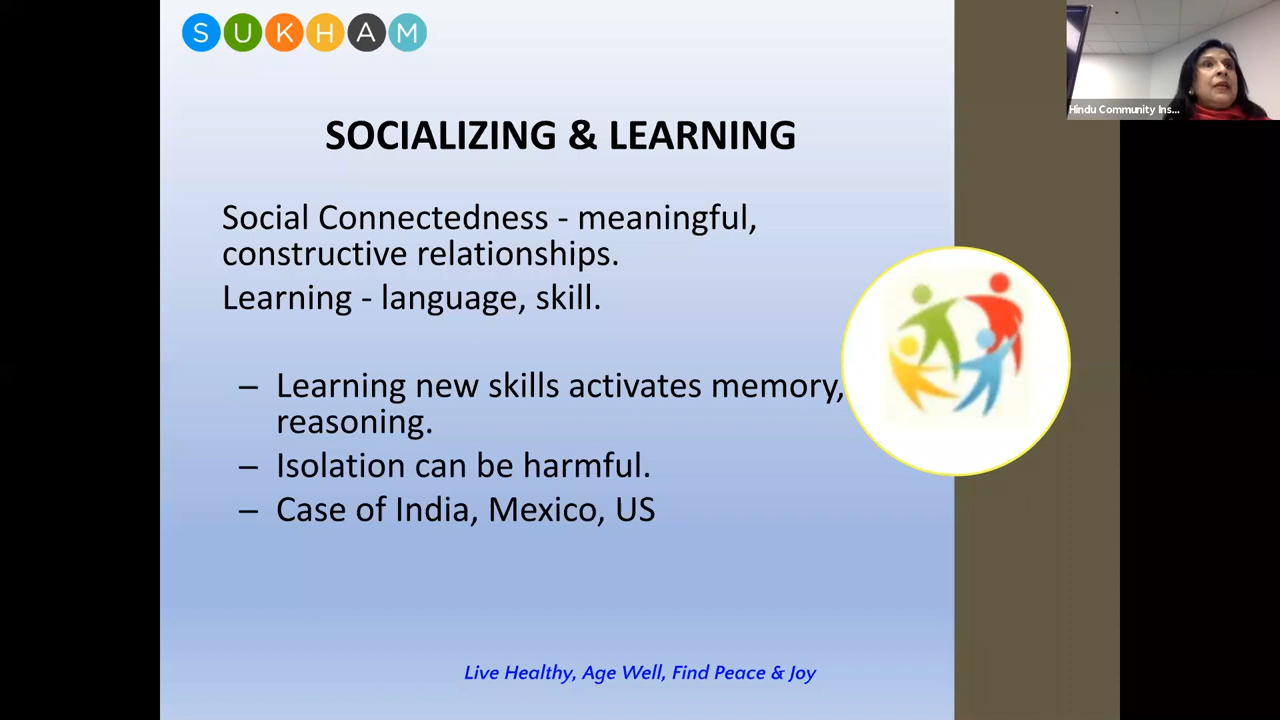 SUKHAM
Hindu Community Ins...
SOCIALIZING & LEARNING
Social Connectedness - meaningful,
constructive relationships.
Learning - language, skill.
– Learning new skills activates memory,
reasoning.
– Isolation can be harmful.
– Case of India, Mexico, US
Live Healthy, Age Well, Find Peace & Joy